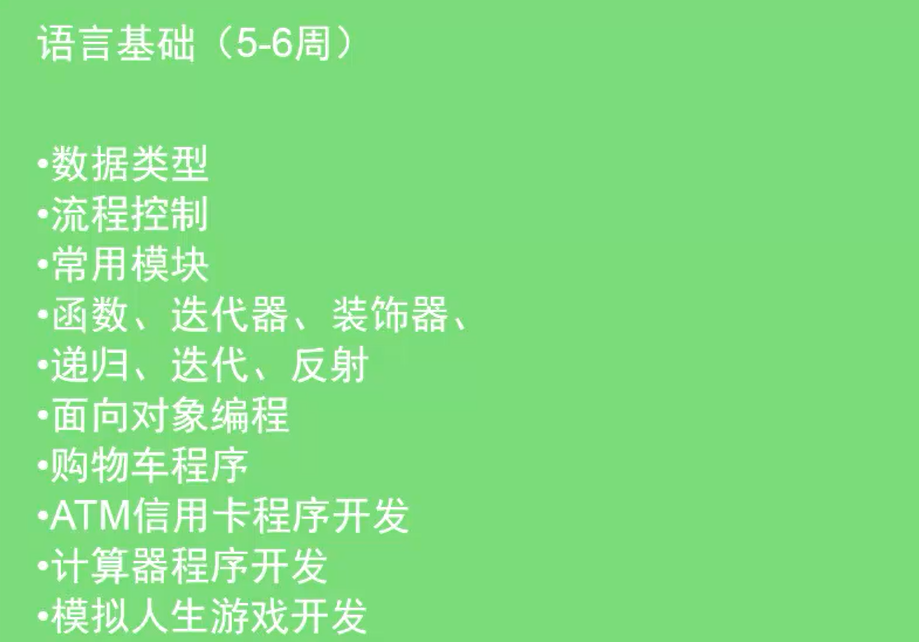 语言基础（5-6周）
•数据类型
•流程控制
•常用模块
•函数、迭代器、装饰器、
•递归、迭代、反射
•面向对象编程
•购物车程序
•ATM信用卡程序开发
•计算器程序开发
•模拟人生游戏开发